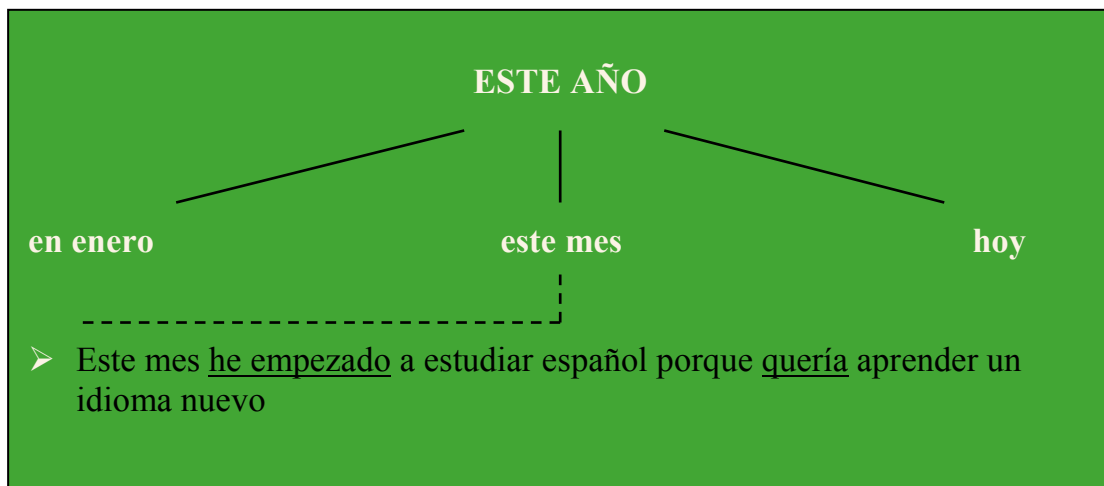 ESTE AÑO
en enero este mes hoy
➢ Este mes he empezado a estudiar español porque quería aprender un
idioma nuevo